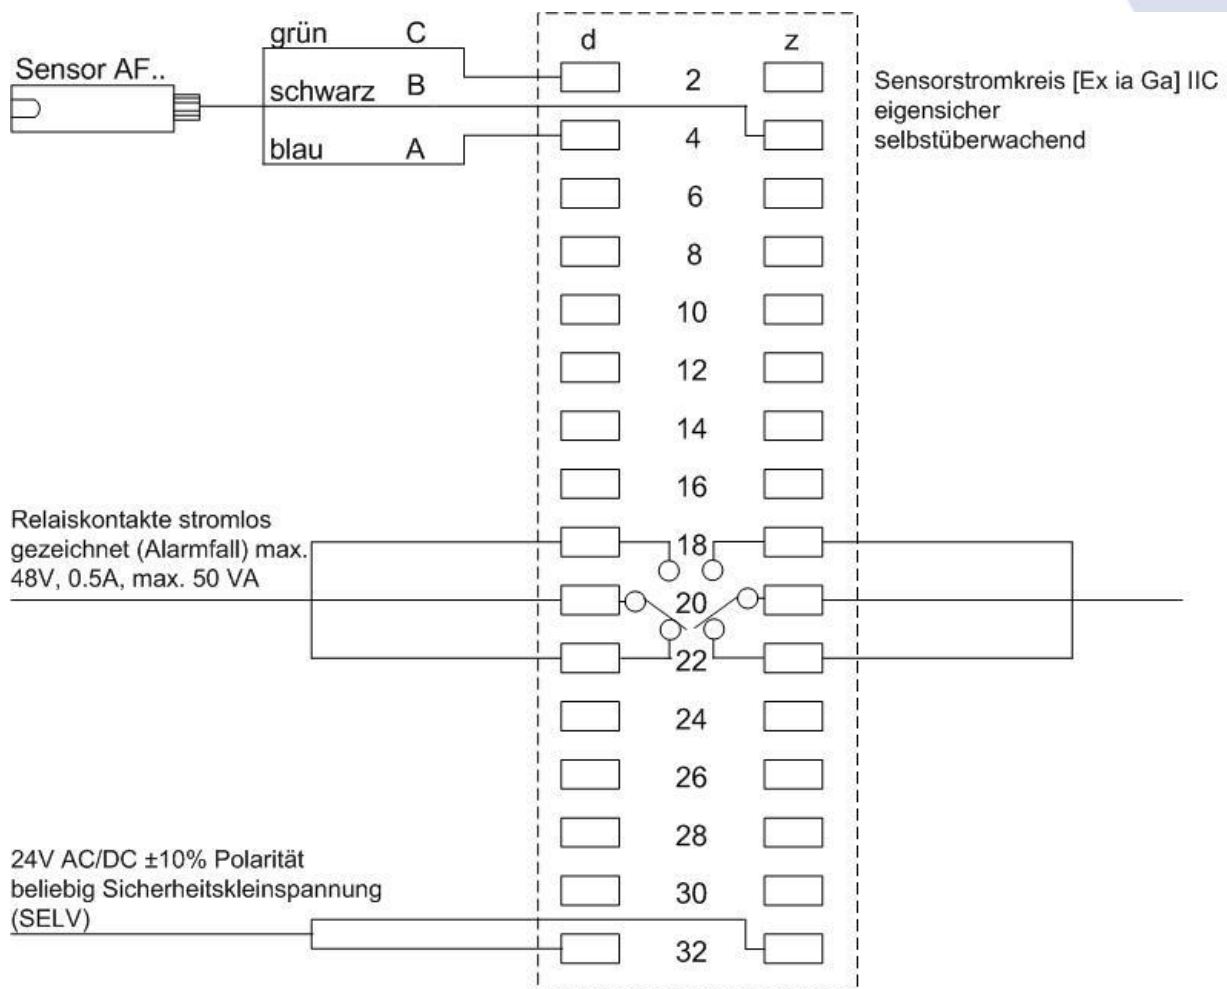 grün C
d z
Sensor AF..
2
Sensorstromkreis [Ex ia Ga] IIC
eigensicher
selbstüberwachend
schwarz B
blau A
4
6
8
10
12
14
16
Relaiskontakte stromlos
gezeichnet (Alarmfall) max.
48V, 0.5A, max. 50 VA
18
20
22
24
26
28
24V AC/DC ±10% Polarität
beliebig Sicherheitskleinspannung
(SELV)
30
32